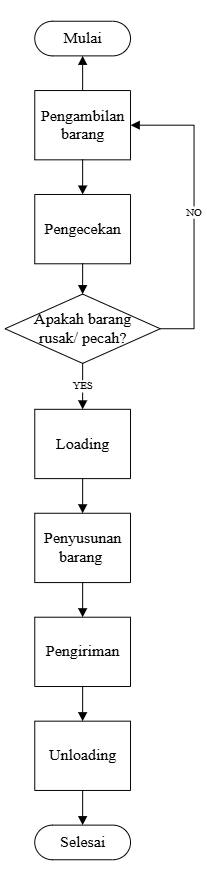 Mulai
Pengambilan
barang
Pengecekan
NO
Apakah barang
rusak/ pecah?
YES
Loading
Penyusunan
barang
Pengiriman
Unloading
Selesai